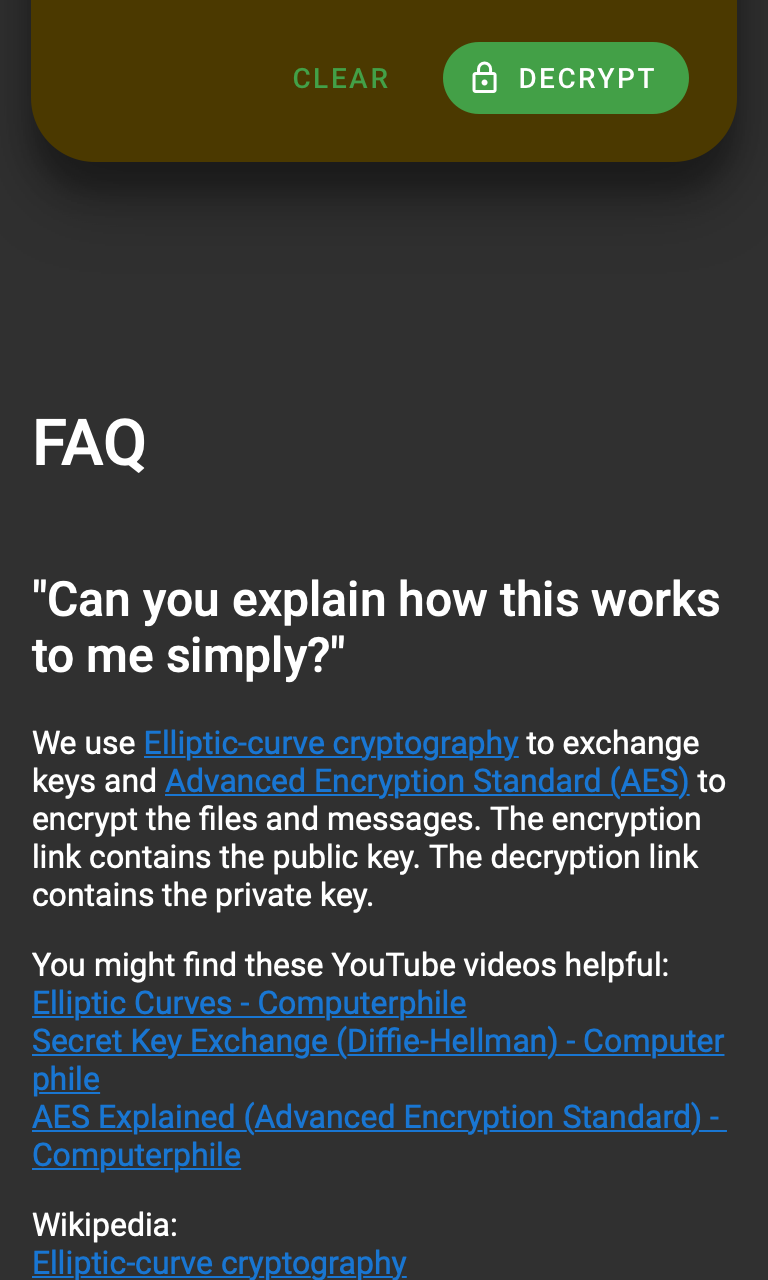 CLEAR
DECRYPT
FAQ
"Can you explain how this works
to me simply?"
We use Elliptic-curve cryptography to exchange
keys and Advanced Encryption Standard (AES) to
encrypt the files and messages. The encryption
link contains the public key. The decryption link
contains the private key.
You might find these YouTube videos helpful:
Elliptic Curves - Computerphile
Secret Key Exchange (Diffie-Hellman) - Computer
phile
AES Explained (Advanced Encryption Standard) -
Computerphile
Wikipedia:
Elliptic-curve cryptography